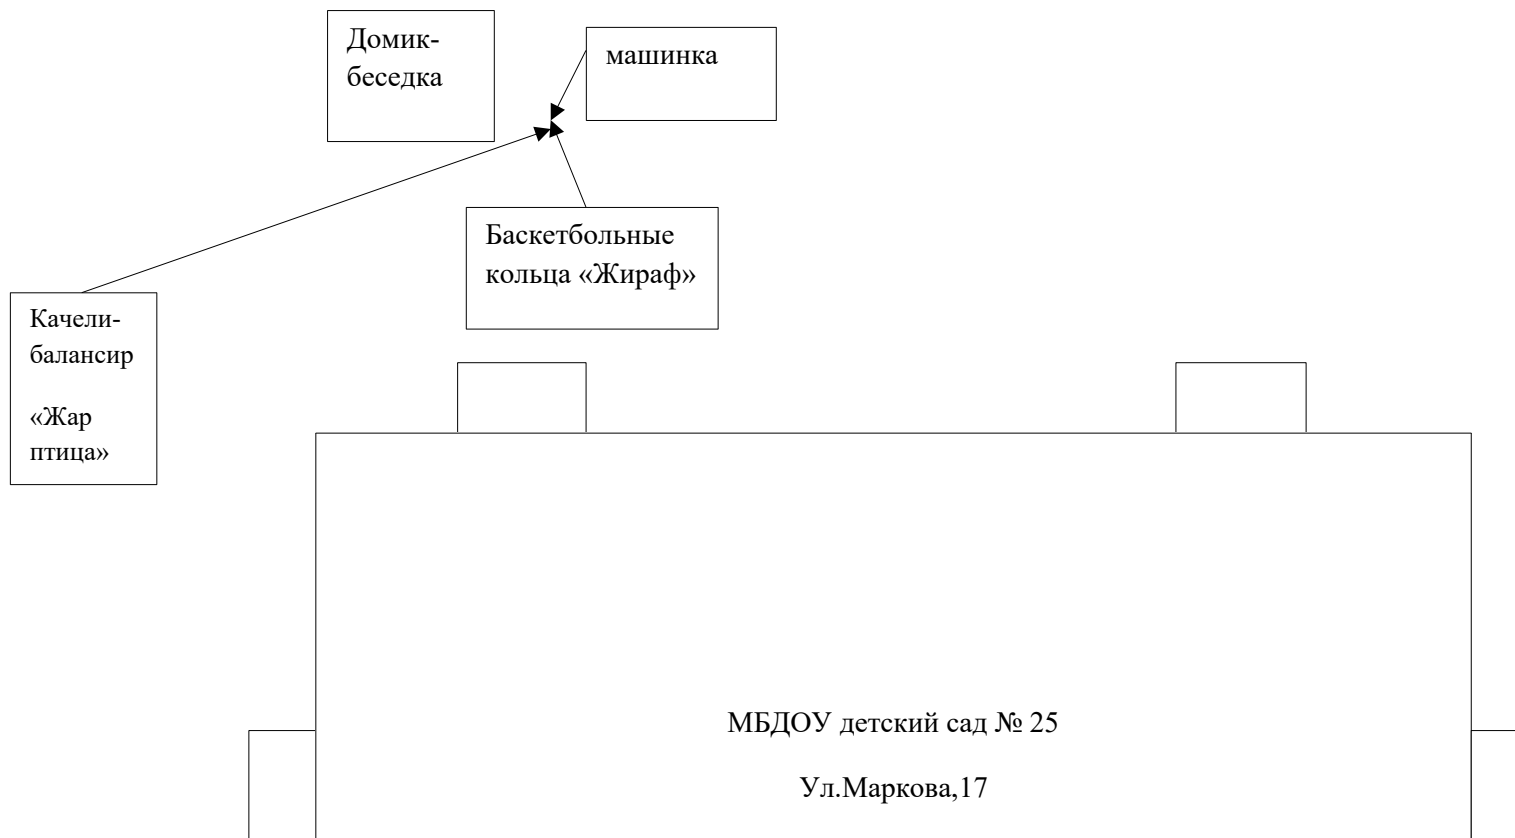 Домик-
беседка
машинка
Баскетбольные
кольца «Жираф»
Качели-
балансир
«Жар
птица»
МБДОУ детский сад № 25
Ул.Маркова,17